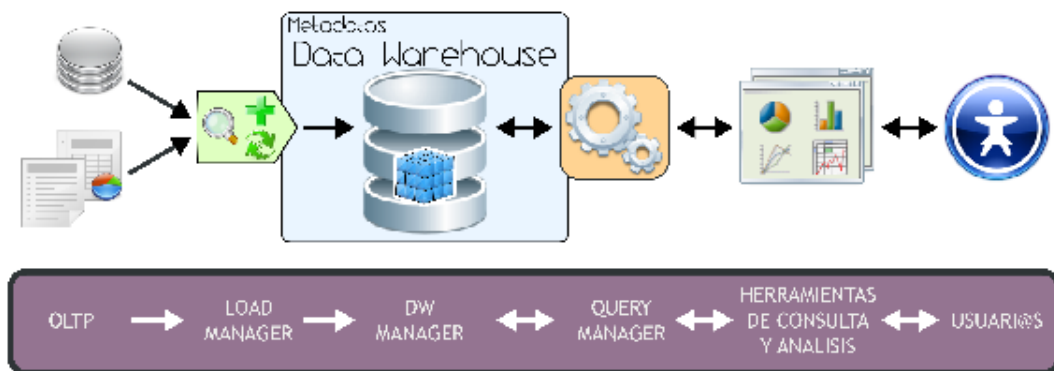 Metadatos
Data Warehouse
OLTP
LOAD
MANAGER
DW
MANAGER
QUERY
MANAGER
HERRAMIENTAS
DE CONSULTA
Y ANALISIS
USUARI@S